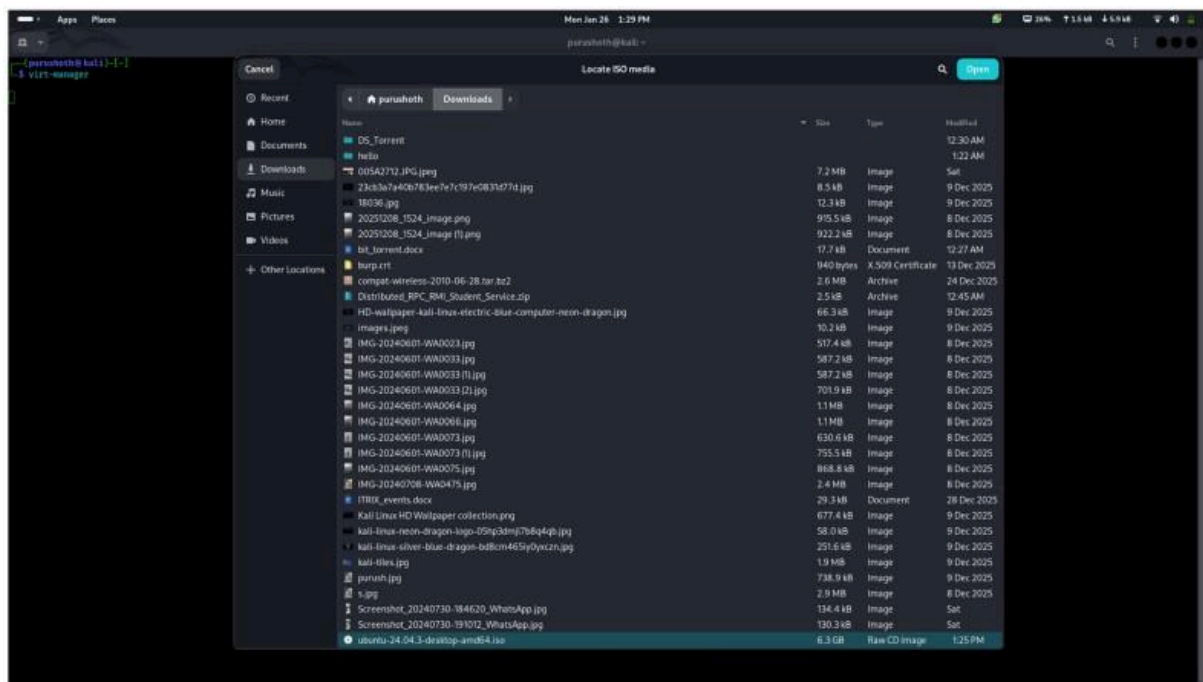 Apps Places Mon Jan 26 1:29 PM 26% ↑1.5 kB ↓5.9 kB
purushoth@kali: ~
(purushoth㉿kali)-[~]
$ virt-manager
Cancel Locate ISO media Open
Recent
Home
Documents
Downloads
Music
Pictures
Videos
+ Other Locations
purushoth Downloads
Name Size Type Modified
DS_Torrent 12:30 AM
hello 1:22 AM
005A2712.JPG.jpeg 7.2 MB Image Sat
23cb3a7a40b783ee7e7c197e0831d77d.jpg 8.5 kB Image 9 Dec 2025
18036.jpg 12.3 kB Image 9 Dec 2025
20251208_1524_image.png 915.5 kB Image 8 Dec 2025
20251208_1524_image (1).png 922.2 kB Image 8 Dec 2025
bit_torrent.docx 17.7 kB Document 12:27 AM
burp.crt 940 bytes X.509 Certificate 13 Dec 2025
compat-wireless-2010-06-28.tar.bz2 2.6 MB Archive 24 Dec 2025
Distributed_RPC_RMI_Student_Service.zip 2.5 kB Archive 12:45 AM
HD-wallpaper-kali-linux-electric-blue-computer-neon-dragon.jpg 66.3 kB Image 9 Dec 2025
images.jpeg 10.2 kB Image 9 Dec 2025
IMG-20240601-WA0023.jpg 517.4 kB Image 8 Dec 2025
IMG-20240601-WA0033.jpg 587.2 kB Image 8 Dec 2025
IMG-20240601-WA0033 (1).jpg 587.2 kB Image 8 Dec 2025
IMG-20240601-WA0033 (2).jpg 701.9 kB Image 8 Dec 2025
IMG-20240601-WA0064.jpg 1.1 MB Image 8 Dec 2025
IMG-20240601-WA0066.jpg 1.1 MB Image 8 Dec 2025
IMG-20240601-WA0073.jpg 630.6 kB Image 8 Dec 2025
IMG-20240601-WA0073 (1).jpg 755.5 kB Image 8 Dec 2025
IMG-20240601-WA0075.jpg 868.8 kB Image 8 Dec 2025
IMG-20240708-WA0475.jpg 2.4 MB Image 8 Dec 2025
ITRIX_events.docx 29.3 kB Document 28 Dec 2025
Kali Linux HD Wallpaper collection.png 677.4 kB Image 9 Dec 2025
58.0 kB Image 9 Dec 2025
251.6 kB Image 9 Dec 2025
kali-tiles.jpg 1.9 MB Image 9 Dec 2025
purush.jpg 738.9 kB Image 9 Dec 2025
s.jpg 2.9 MB Image 8 Dec 2025
Screenshot_20240730-184620_WhatsApp.jpg 134.4 kB Image Sat
Screenshot_20240730-191012_WhatsApp.jpg 130.3 kB Image Sat
ubuntu-24.04.3-desktop-amd64.iso 6.3 GB Raw CD Image 1:25 PM